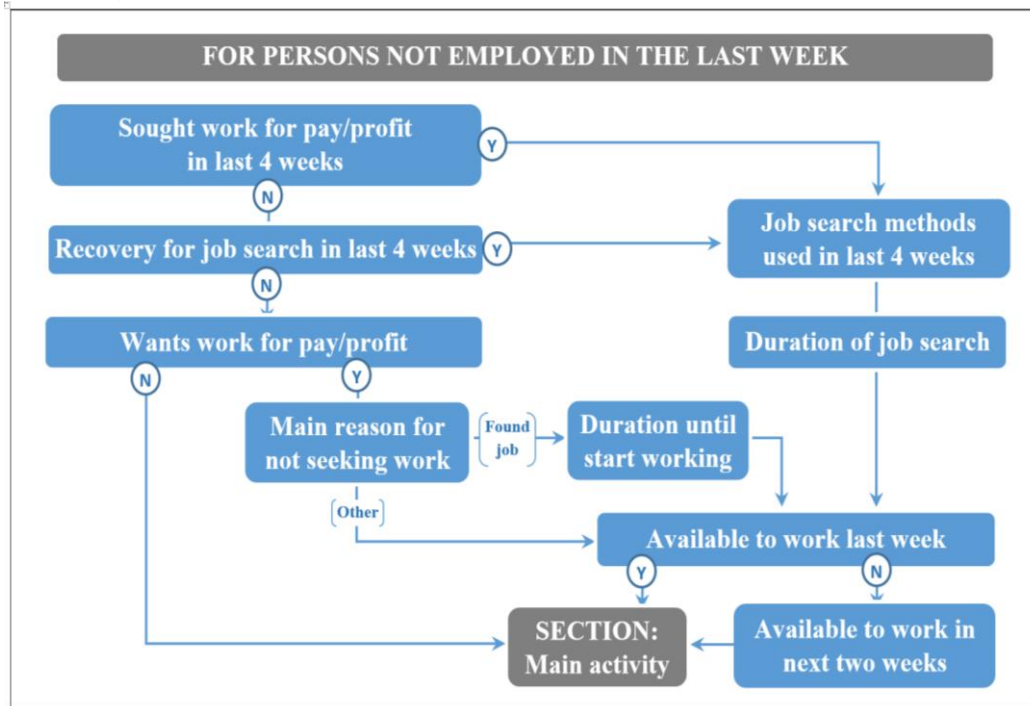 FOR PERSONS NOT EMPLOYED IN THE LAST WEEK
Sought work for pay/profit
in last 4 weeks
Y
N
Recovery for job search in last 4 weeks
Y
N
Job search methods
used in last 4 weeks
Wants work for pay/profit
N
Y
Duration of job search
Main reason for
not seeking work
Found
job
Duration until
start working
Other
Available to work last week
Y
N
SECTION:
Main activity
Available to work in
next two weeks